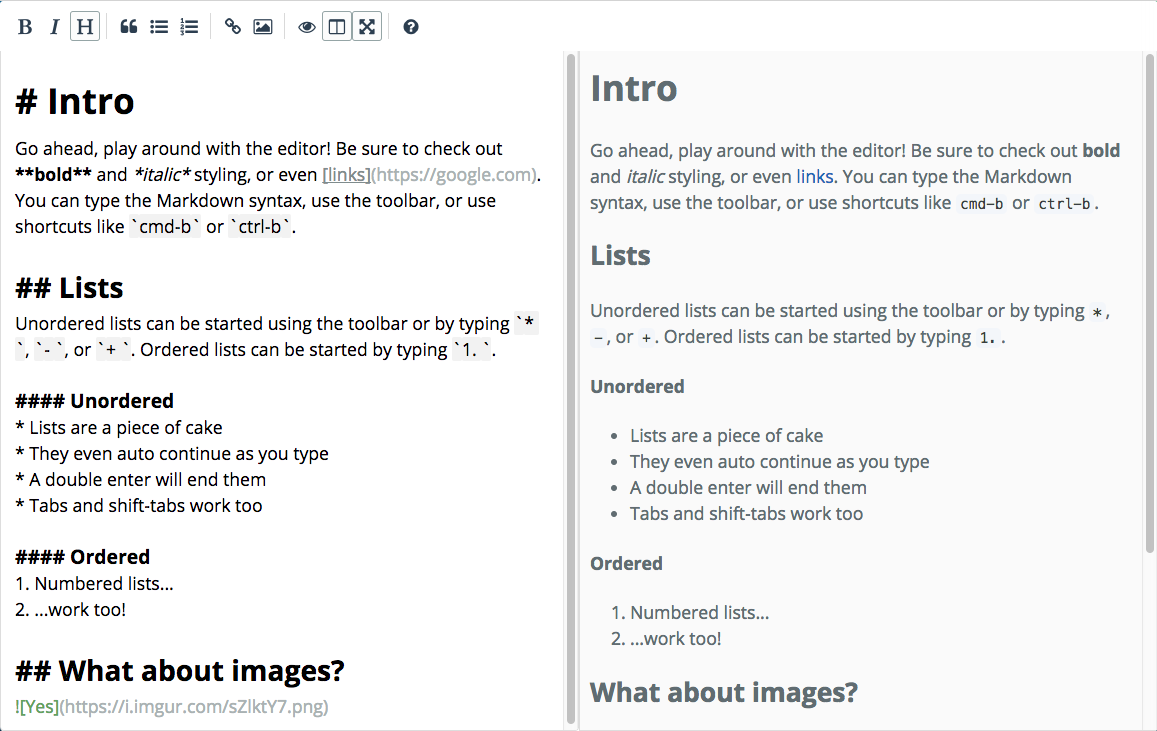 B I H
# Intro
Go ahead, play around with the editor! Be sure to check out
**bold** and *italic* styling, or even [links](https://google.com).
You can type the Markdown syntax, use the toolbar, or use
shortcuts like `cmd-b` or `ctrl-b`.
## Lists
Unordered lists can be started using the toolbar or by typing `*
`, `- `, or `+ `. Ordered lists can be started by typing `1. `.
#### Unordered
* Lists are a piece of cake
* They even auto continue as you type
* A double enter will end them
* Tabs and shift-tabs work too
#### Ordered
1. Numbered lists...
2. ...work too!
## What about images?
![Yes](https://i.imgur.com/sZlktY7.png)
Intro
Go ahead, play around with the editor! Be sure to check out bold
and italic styling, or even links. You can type the Markdown
syntax, use the toolbar, or use shortcuts like cmd-b or ctrl-b.
Lists
Unordered lists can be started using the toolbar or by typing *,
-, or +. Ordered lists can be started by typing 1. .
Unordered
• Lists are a piece of cake
• They even auto continue as you type
• A double enter will end them
• Tabs and shift-tabs work too
Ordered
1. Numbered lists...
2. ...work too!
What about images?